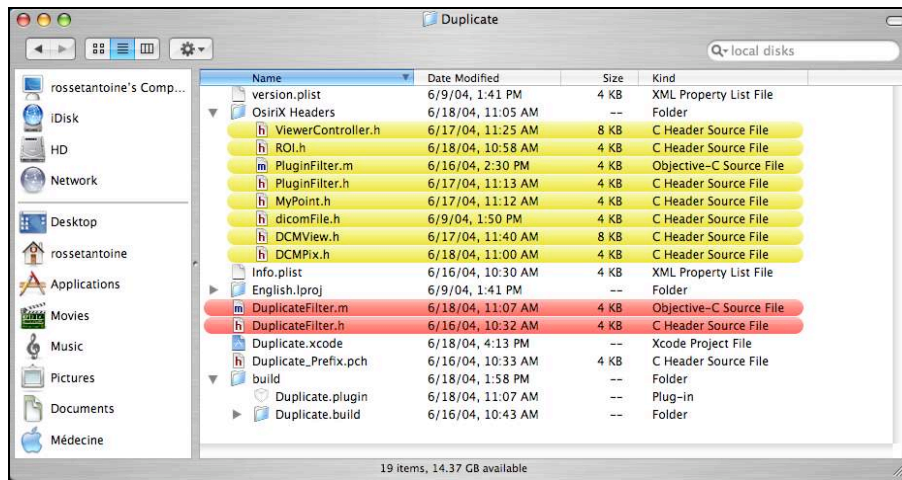 Duplicate
local disks
Name Date Modified Size Kind
rossetantoine's Comp...
iDisk
HD
Network
Desktop
rossetantoine
Applications
Movies
Music
Pictures
Documents
Médecine
version.plist 6/9/04, 1:41 PM 4 KB XML Property List File
OsiriX Headers 6/18/04, 11:05 AM -- Folder
h ViewerController.h 6/17/04, 11:25 AM 8 KB C Header Source File
h ROI.h 6/18/04, 10:58 AM 4 KB C Header Source File
m PluginFilter.m 6/16/04, 2:30 PM 4 KB Objective-C Source File
h PluginFilter.h 6/17/04, 11:13 AM 4 KB C Header Source File
h MyPoint.h 6/17/04, 11:12 AM 4 KB C Header Source File
h dicomFile.h 6/9/04, 1:50 PM 4 KB C Header Source File
h DCMView.h 6/17/04, 11:40 AM 8 KB C Header Source File
h DCMPix.h 6/18/04, 11:00 AM 4 KB C Header Source File
Info.plist 6/16/04, 10:30 AM 4 KB XML Property List File
English.lproj 6/9/04, 1:41 PM -- Folder
m DuplicateFilter.m 6/18/04, 11:07 AM 4 KB Objective-C Source File
h DuplicateFilter.h 6/16/04, 10:32 AM 4 KB C Header Source File
Duplicate.xcode 6/18/04, 4:13 PM -- Xcode Project File
h Duplicate_Prefix.pch 6/16/04, 10:33 AM 4 KB C Header Source File
build 6/18/04, 1:58 PM -- Folder
Duplicate.plugin 6/18/04, 11:07 AM -- Plug-in
Duplicate.build 6/16/04, 10:43 AM -- Folder
19 items, 14.37 GB available